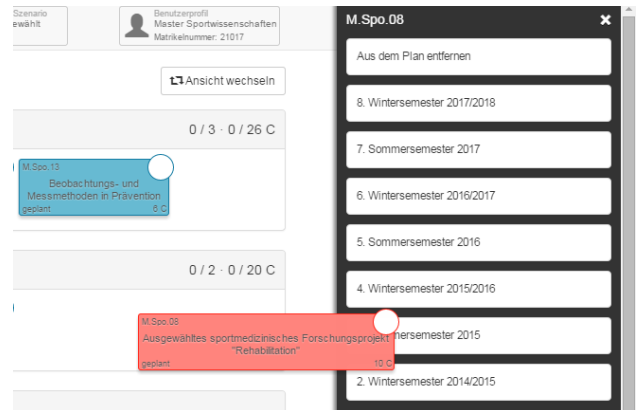 Szenario
ewählt
Benutzerprofil
Master Sportwissenschaften
Matrikelnummer: 21017
Ansicht wechseln
0 / 3 · 0 / 26 C
M.Spo.13
Beobachtungs- und
Messmethoden in Prävention
geplant 6 C
0 / 2 · 0 / 20 C
M.Spo.08
Ausgewähltes sportmedizinisches Forschungsprojekt
"Rehabilitation"
geplant 10 C
M.Spo.08 ×
Aus dem Plan entfernen
8. Wintersemester 2017/2018
7. Sommersemester 2017
6. Wintersemester 2016/2017
5. Sommersemester 2016
4. Wintersemester 2015/2016
mersemester 2015
2. Wintersemester 2014/2015